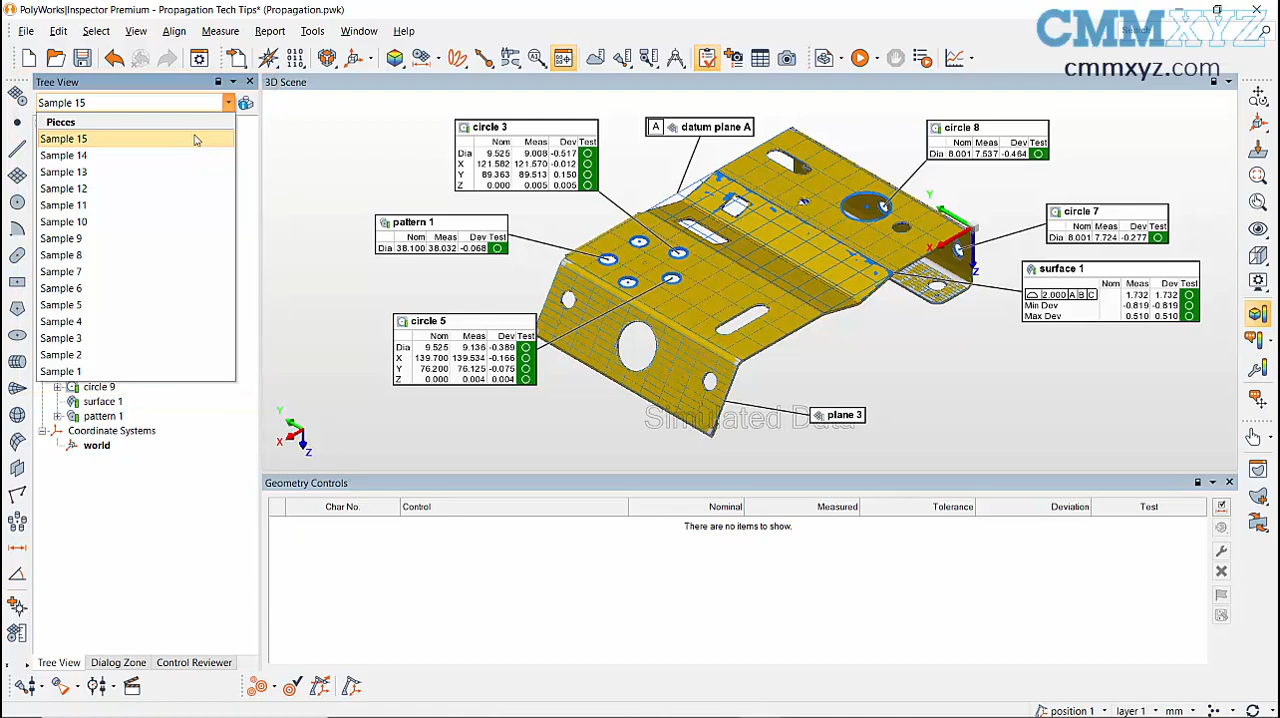 PolyWorks|Inspector Premium - Propagation Tech Tips* (Propagation.pwk)
CMMXYZ
cmmxyz.com
File Edit Select View Align Measure Report Tools Window Help
Search
Tree View
3D Scene
Sample 15
Pieces
Sample 15
Sample 14
Sample 13
Sample 12
Sample 11
Sample 10
Sample 9
Sample 8
Sample 7
Sample 6
Sample 5
Sample 4
Sample 3
Sample 2
Sample 1
circle 9
surface 1
pattern 1
Coordinate Systems
world
circle 3
Nom Meas Dev Test
Dia 9.525 9.008 -0.517
X 121.582 121.570 -0.012
Y 89.363 89.513 0.150
Z 0.000 0.005 0.005
A datum plane A
circle 8
Nom Meas Dev Test
Dia 8.001 7.537 -0.464
pattern 1
Nom Meas Dev Test
Dia 38.100 38.032 -0.068
circle 7
Nom Meas Dev Test
Dia 8.001 7.724 -0.277
surface 1
Nom Meas Dev Test
2.000 A B C 1.732 1.732
Min Dev -0.819 -0.819
Max Dev 0.510 0.510
circle 5
Nom Meas Dev Test
Dia 9.525 9.136 -0.389
X 139.700 139.534 -0.166
Y 76.200 76.125 -0.075
Z 0.000 0.004 0.004
plane 3
Simulated Data
Y
X
Z
Y
X
Z
Geometry Controls
Char No. Control Nominal Measured Tolerance Deviation Test
There are no items to show.
Tree View Dialog Zone Control Reviewer
position 1 layer 1 mm